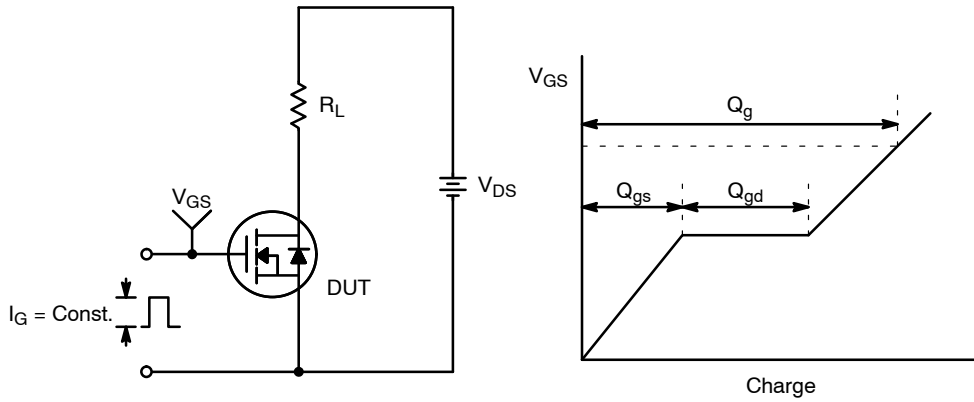 R_L
V_GS
V_DS
DUT
I_G = Const.
V_GS
Q_g
Q_gs
Q_gd
Charge